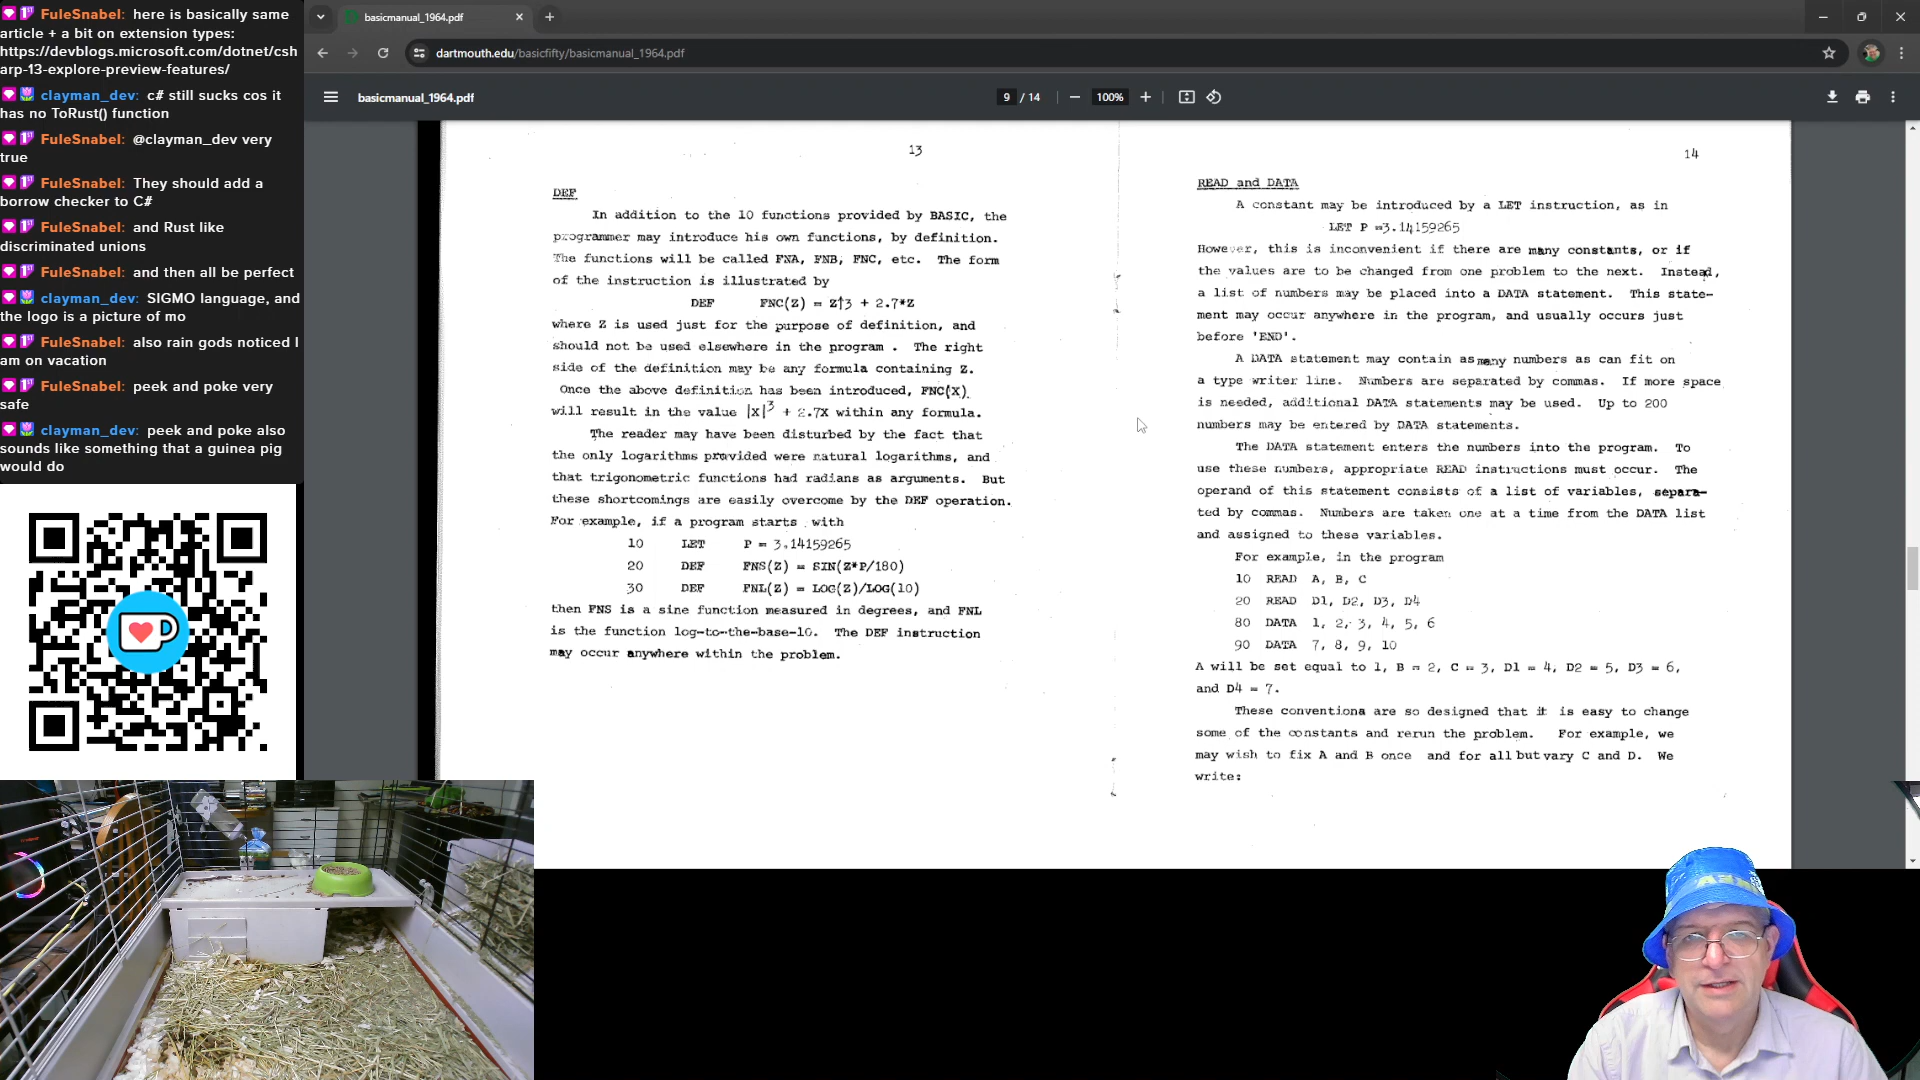 FuleSnabel: here is basically same
article + a bit on extension types:
https://devblogs.microsoft.com/dotnet/csh
arp-13-explore-preview-features/
clayman_dev: c# still sucks cos it
has no ToRust() function
FuleSnabel: @clayman_dev very
true
FuleSnabel: They should add a
borrow checker to C#
FuleSnabel: and Rust like
discriminated unions
FuleSnabel: and then all be perfect
clayman_dev: SIGMO language, and
the logo is a picture of mo
FuleSnabel: also rain gods noticed I
am on vacation
FuleSnabel: peek and poke very
safe
clayman_dev: peek and poke also
sounds like something that a guinea pig
would do
basicmanual_1964.pdf
dartmouth.edu/basicfifty/basicmanual_1964.pdf
basicmanual_1964.pdf
9 / 14
100%
13
DEF
In addition to the 10 functions provided by BASIC, the
programmer may introduce his own functions, by definition.
The functions will be called FNA, FNB, FNC, etc. The form
of the instruction is illustrated by
DEF FNC(Z) = Z↑3 + 2.7*Z
where Z is used just for the purpose of definition, and
should not be used elsewhere in the program . The right
side of the definition may be any formula containing Z.
Once the above definition has been introduced, FNC(X)
will result in the value |X|³ + 2.7X within any formula.
The reader may have been disturbed by the fact that
the only logarithms provided were natural logarithms, and
that trigonometric functions had radians as arguments. But
these shortcomings are easily overcome by the DEF operation.
For example, if a program starts with
10 LET P = 3.14159265
20 DEF FNS(Z) = SIN(Z*P/180)
30 DEF FNL(Z) = LOG(Z)/LOG(10)
then FNS is a sine function measured in degrees, and FNL
is the function log-to-the-base-10. The DEF instruction
may occur anywhere within the problem.
14
READ and DATA
A constant may be introduced by a LET instruction, as in
LET P =3.14159265
However, this is inconvenient if there are many constants, or if
the values are to be changed from one problem to the next. Instead,
a list of numbers may be placed into a DATA statement. This state-
ment may occur anywhere in the program, and usually occurs just
before 'END'.
A DATA statement may contain as many numbers as can fit on
a type writer line. Numbers are separated by commas. If more space
is needed, additional DATA statements may be used. Up to 200
numbers may be entered by DATA statements.
The DATA statement enters the numbers into the program. To
use these numbers, appropriate READ instructions must occur. The
operand of this statement consists of a list of variables, separa-
ted by commas. Numbers are taken one at a time from the DATA list
and assigned to these variables.
For example, in the program
10 READ A, B, C
20 READ D1, D2, D3, D4
80 DATA 1, 2, 3, 4, 5, 6
90 DATA 7, 8, 9, 10
A will be set equal to 1, B = 2, C = 3, D1 = 4, D2 = 5, D3 = 6,
and D4 = 7.
These conventions are so designed that it is easy to change
some of the constants and rerun the problem. For example, we
may wish to fix A and B once and for all but vary C and D. We
write: